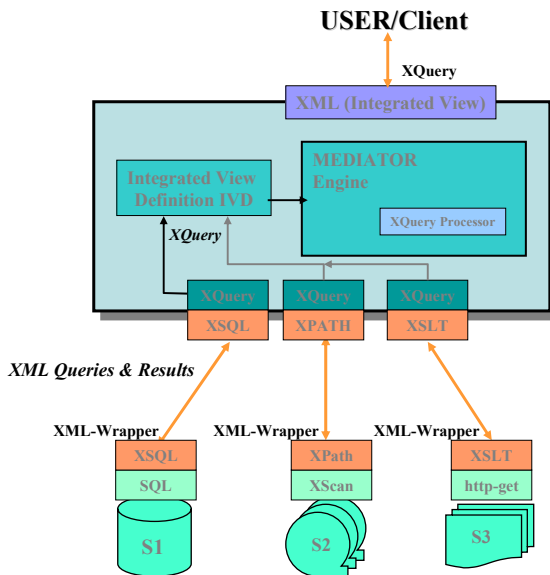 USER/Client
XQuery
XML (Integrated View)
MEDIATOR
Engine
Integrated View
Definition IVD
XQuery Processor
XQuery
XQuery
XQuery
XQuery
XSQL
XPATH
XSLT
XML Queries & Results
XML-Wrapper
XML-Wrapper
XML-Wrapper
XSQL
XPath
XSLT
SQL
XScan
http-get
S1
S2
S3